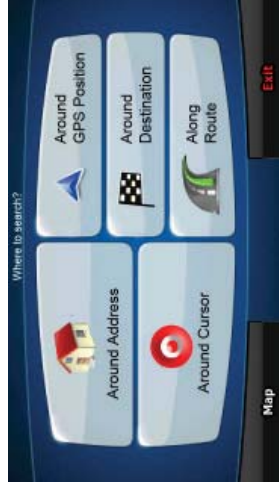 Where to search?
Around Address
Around
GPS Position
Around
Destination
Around Cursor
Along
Route
Map
Exit